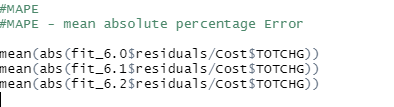 #MAPE
#MAPE - mean absolute percentage Error
mean(abs(fit_6.0$residuals/Cost$TOTCHG))
mean(abs(fit_6.1$residuals/Cost$TOTCHG))
mean(abs(fit_6.2$residuals/Cost$TOTCHG))